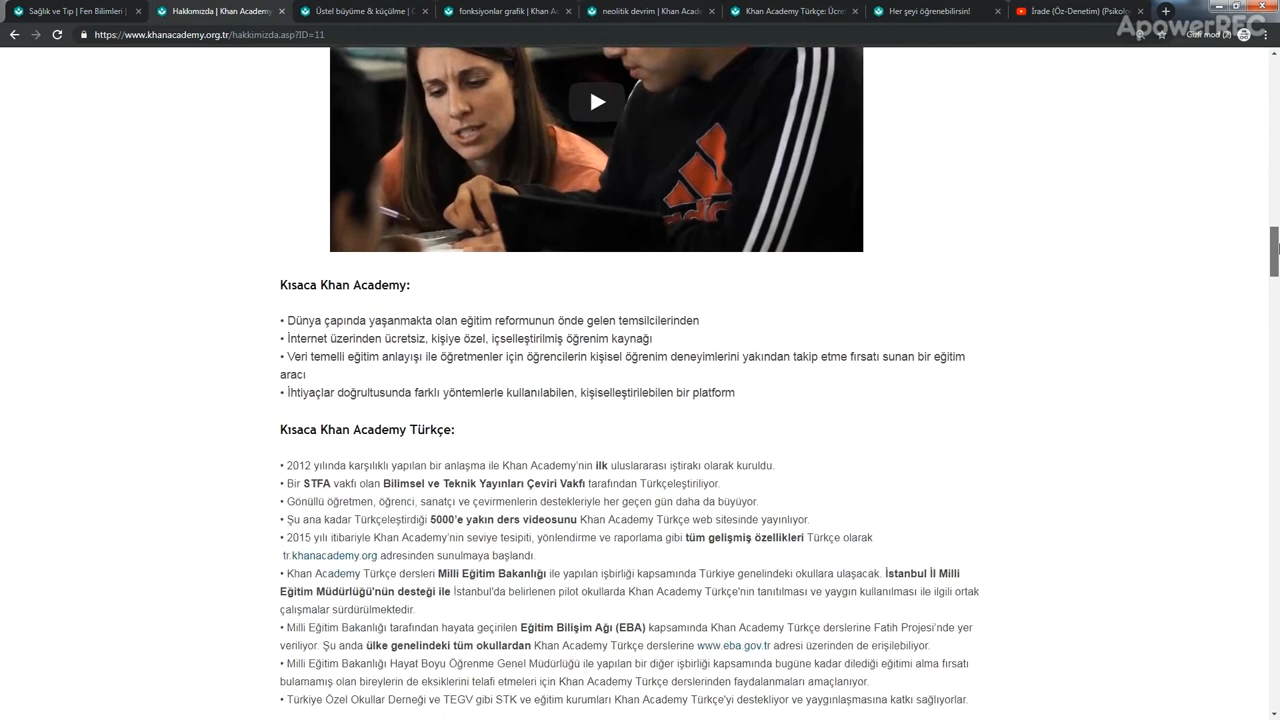 Sağlık ve Tıp | Fen Bilimleri |
Hakkımızda | Khan Academy
Üstel büyüme & küçülme | 
fonksiyonlar grafik | Khan Ac
neolitik devrim | Khan Acade
Khan Academy Türkçe: Ücre
Her şeyi öğrenebilirsin!
İrade (Öz-Denetim) (Psikolo
ApowerREC
https://www.khanacademy.org.tr/hakkimizda.asp?ID=11
Gizli mod (2)
Kısaca Khan Academy:
• Dünya çapında yaşanmakta olan eğitim reformunun önde gelen temsilcilerinden
• İnternet üzerinden ücretsiz, kişiye özel, içselleştirilmiş öğrenim kaynağı
• Veri temelli eğitim anlayışı ile öğretmenler için öğrencilerin kişisel öğrenim deneyimlerini yakından takip etme fırsatı sunan bir eğitim
aracı
• İhtiyaçlar doğrultusunda farklı yöntemlerle kullanılabilen, kişiselleştirilebilen bir platform
Kısaca Khan Academy Türkçe:
• 2012 yılında karşılıklı yapılan bir anlaşma ile Khan Academy'nin ilk uluslararası iştirakı olarak kuruldu.
• Bir STFA vakfı olan Bilimsel ve Teknik Yayınları Çeviri Vakfı tarafından Türkçeleştiriliyor.
• Gönüllü öğretmen, öğrenci, sanatçı ve çevirmenlerin destekleriyle her geçen gün daha da büyüyor.
• Şu ana kadar Türkçeleştirdiği 5000'e yakın ders videosunu Khan Academy Türkçe web sitesinde yayınlıyor.
• 2015 yılı itibariyle Khan Academy'nin seviye tesipiti, yönlendirme ve raporlama gibi tüm gelişmiş özellikleri Türkçe olarak
tr.khanacademy.org adresinden sunulmaya başlandı.
• Khan Academy Türkçe dersleri Milli Eğitim Bakanlığı ile yapılan işbirliği kapsamında Türkiye genelindeki okullara ulaşacak. İstanbul İl Milli
Eğitim Müdürlüğü'nün desteği ile İstanbul'da belirlenen pilot okullarda Khan Academy Türkçe'nin tanıtılması ve yaygın kullanılması ile ilgili ortak
çalışmalar sürdürülmektedir.
• Milli Eğitim Bakanlığı tarafından hayata geçirilen Eğitim Bilişim Ağı (EBA) kapsamında Khan Academy Türkçe derslerine Fatih Projesi'nde yer
veriliyor. Şu anda ülke genelindeki tüm okullardan Khan Academy Türkçe derslerine www.eba.gov.tr adresi üzerinden de erişilebiliyor.
• Milli Eğitim Bakanlığı Hayat Boyu Öğrenme Genel Müdürlüğü ile yapılan bir diğer işbirliği kapsamında bugüne kadar dilediği eğitimi alma fırsatı
bulamamış olan bireylerin de eksiklerini telafi etmeleri için Khan Academy Türkçe derslerinden faydalanmaları amaçlanıyor.
• Türkiye Özel Okullar Derneği ve TEGV gibi STK ve eğitim kurumları Khan Academy Türkçe'yi destekliyor ve yaygınlaşmasına katkı sağlıyorlar.